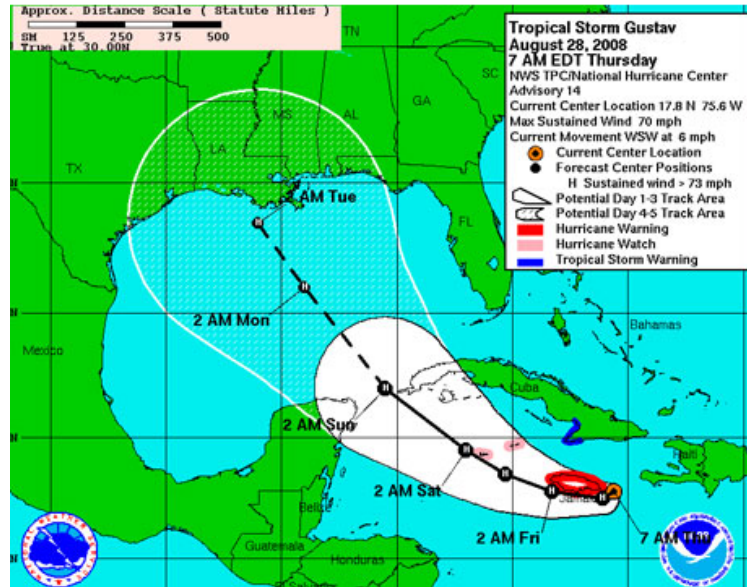 Approx. Distance Scale ( Statute Miles )
SM 125 250 375 500
True at 30.00N
Tropical Storm Gustav
August 28, 2008
7 AM EDT Thursday
NWS TPC/National Hurricane Center
Advisory 14
Current Center Location 17.8 N 75.6 W
Max Sustained Wind 70 mph
Current Movement WSW at 6 mph
Current Center Location
Forecast Center Positions
H Sustained wind > 73 mph
Potential Day 1-3 Track Area
Potential Day 4-5 Track Area
Hurricane Warning
Hurricane Watch
Tropical Storm Warning
TN
SC
MS
AL
GA
LA
TX
2 AM Tue
H
FL
H
2 AM Mon
Bahamas
Mexico
Cuba
H
2 AM Sun
H
Haiti
H
2 AM Sat
H
H
Jamaica
Belize
2 AM Fri
7 AM Thu
Guatemala
Honduras
El Salvador
NOAA